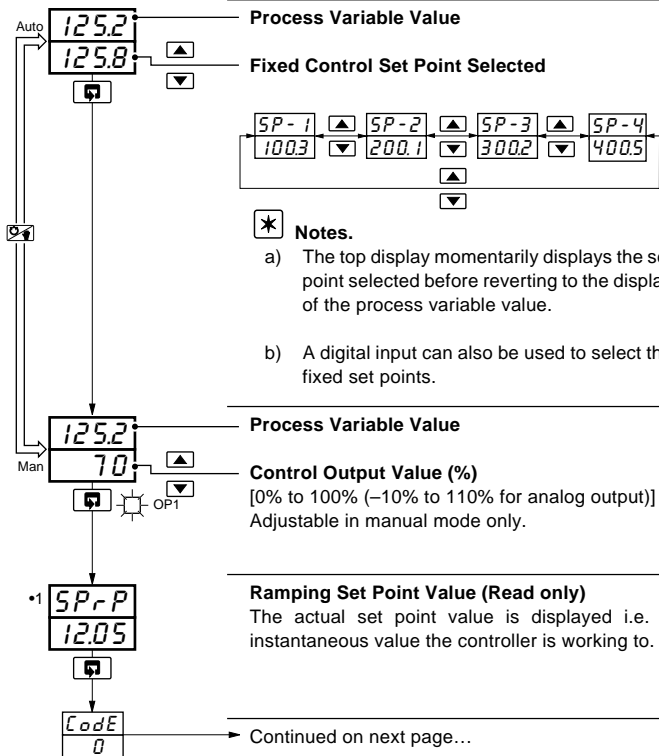 Auto
125.2
Process Variable Value
125.8
Fixed Control Set Point Selected
SP-1 SP-2 SP-3 SP-4
100.3 200.1 300.2 400.5
Notes.
a) The top display momentarily displays the
point selected before reverting to the
of the process variable value.
b) A digital input can also be used to select
fixed set points.
125.2
Process Variable Value
Man
70
Control Output Value (%)
[0% to 100% (–10% to 110% for analog output)]
OP1
Adjustable in manual mode only.
•1
SPrP
Ramping Set Point Value (Read only)
12.05
The actual set point value is displayed i.e.
instantaneous value the controller is working to.
CodE
0
Continued on next page…